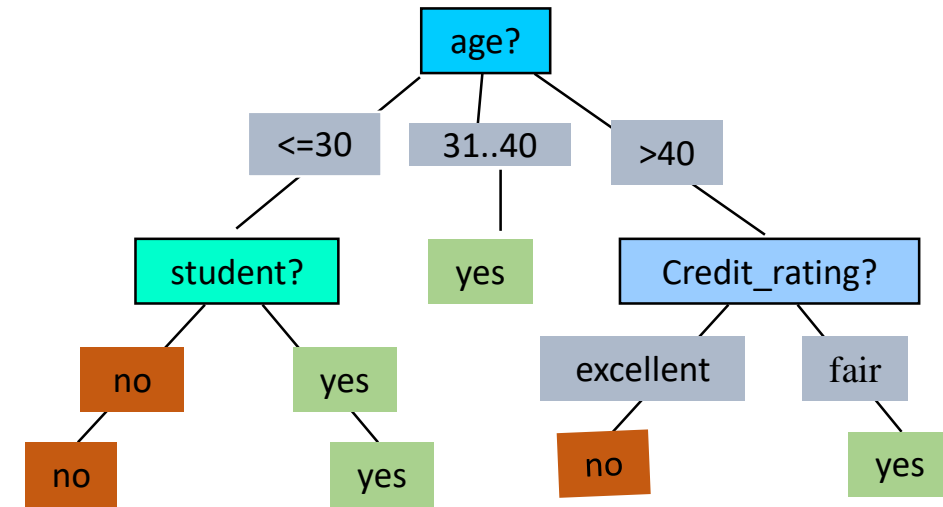 age?
<=30
31..40
>40
student?
yes
Credit_rating?
no
yes
excellent
fair
no
yes
no
yes